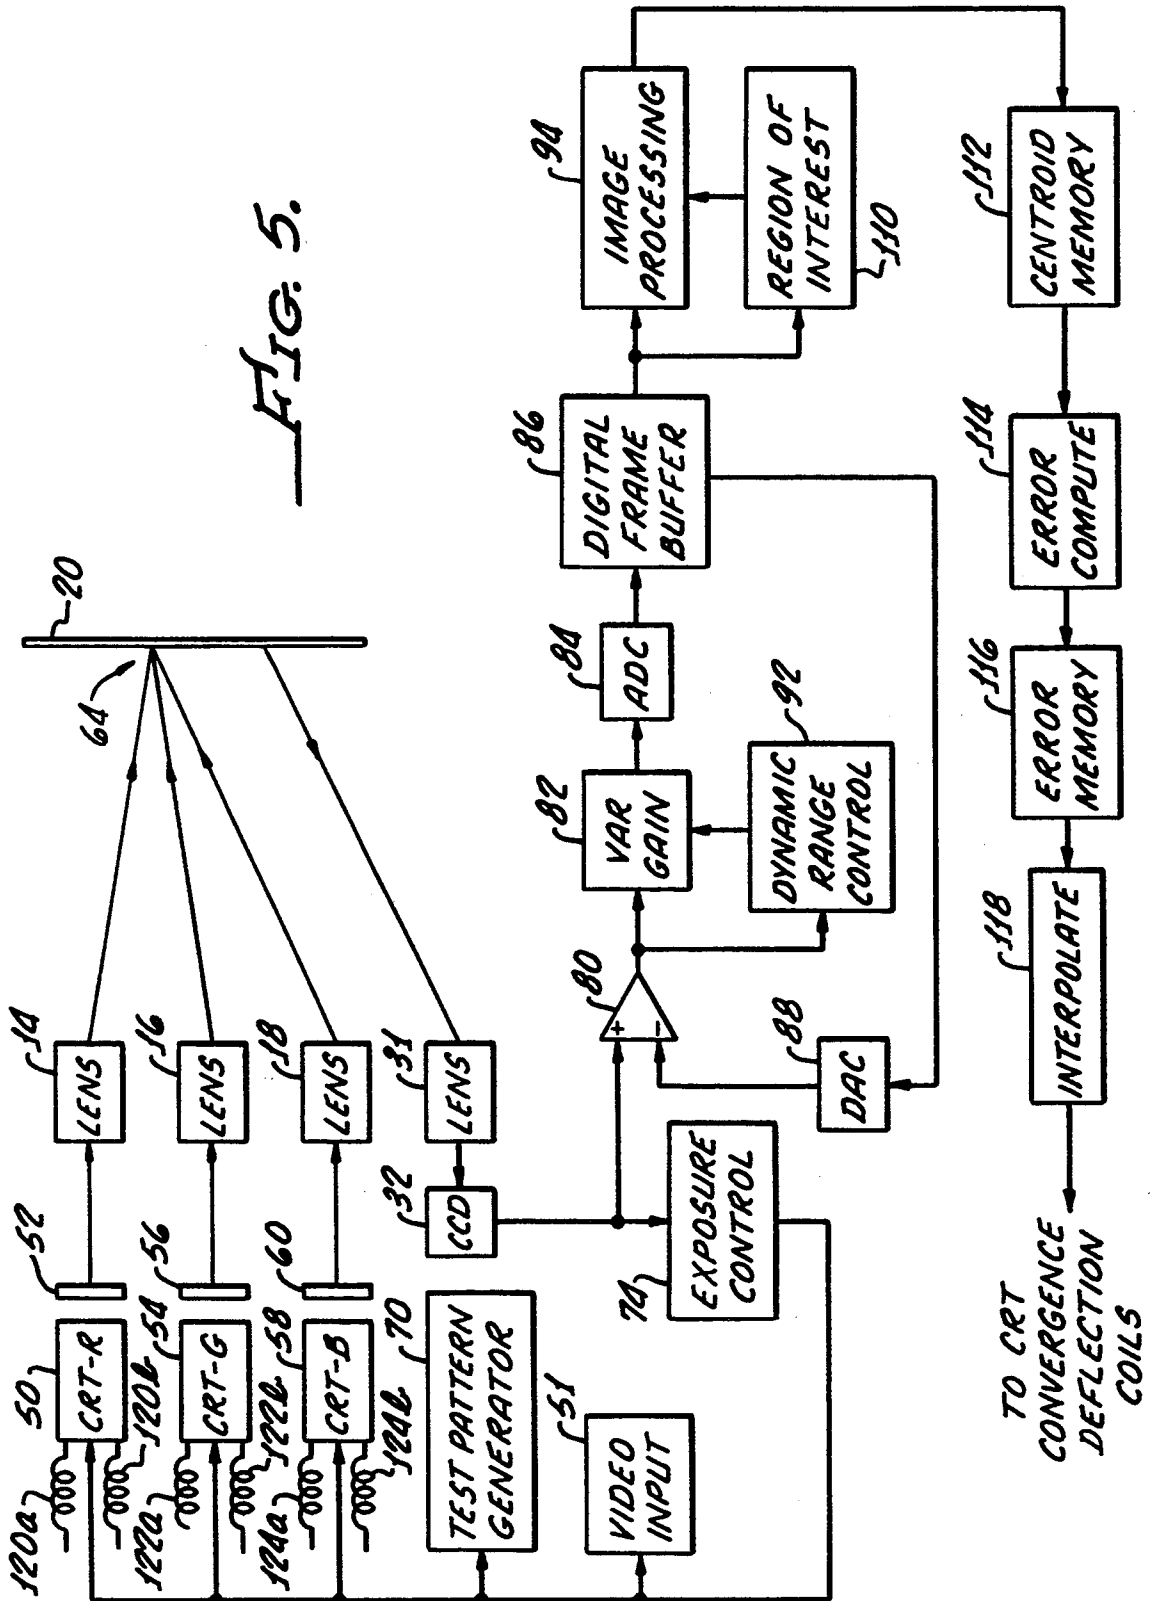 FIG. 5.
120a
50
CRT-R
120b
52
LENS
14
122a
54
CRT-G
122b
56
LENS
16
124a
58
CRT-B
124b
60
LENS
18
64
20
70
TEST PATTERN
GENERATOR
CCD
32
LENS
31
51
VIDEO
INPUT
74
EXPOSURE
CONTROL
+
−
80
DAC
88
VAR
GAIN
82
DYNAMIC
RANGE
CONTROL
92
ADC
84
DIGITAL
FRAME
BUFFER
86
IMAGE
PROCESSING
94
REGION OF
INTEREST
110
CENTROID
MEMORY
112
ERROR
COMPUTE
114
ERROR
MEMORY
116
INTERPOLATE
118
TO CRT
CONVERGENCE
DEFLECTION
COILS